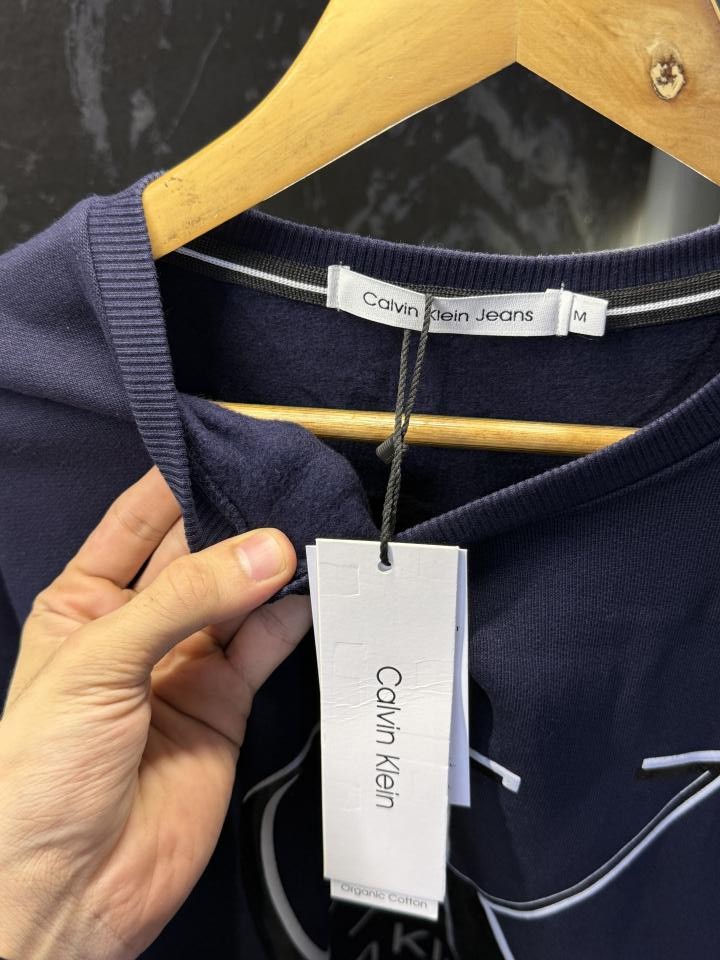 Calvin Klein Jeans
M
Calvin Klein
Organic Cotton